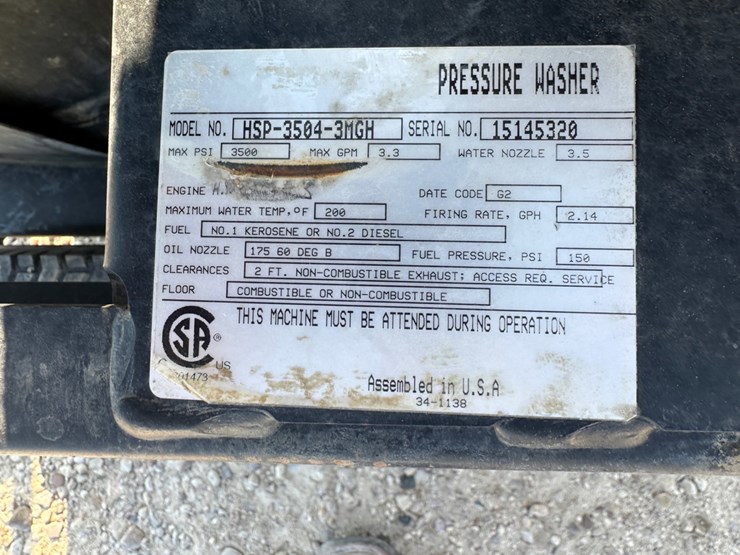 PRESSURE WASHER
MODEL NO. HSP-3504-3MGH SERIAL NO. 15145320
MAX PSI 3500 MAX GPM 3.3 WATER NOZZLE 3.5
ENGINE DATE CODE G2
MAXIMUM WATER TEMP,ºF 200 FIRING RATE, GPH 2.14
FUEL NO.1 KEROSENE OR NO.2 DIESEL
OIL NOZZLE 175 60 DEG B FUEL PRESSURE, PSI 150
CLEARANCES 2 FT. NON-COMBUSTIBLE EXHAUST; ACCESS REQ. SERVICE
FLOOR COMBUSTIBLE OR NON-COMBUSTIBLE
THIS MACHINE MUST BE ATTENDED DURING OPERATION
SA ®
C US
Assembled in U.S.A
34-1138